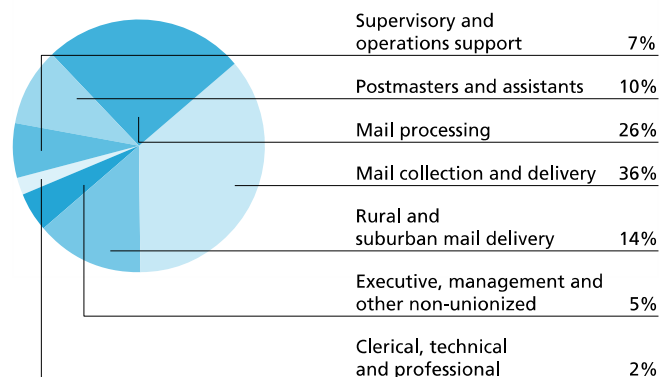 Supervisory and
operations support 7%
Postmasters and assistants 10%
Mail processing 26%
Mail collection and delivery 36%
Rural and
suburban mail delivery 14%
Executive, management and
other non-unionized 5%
Clerical, technical
and professional 2%